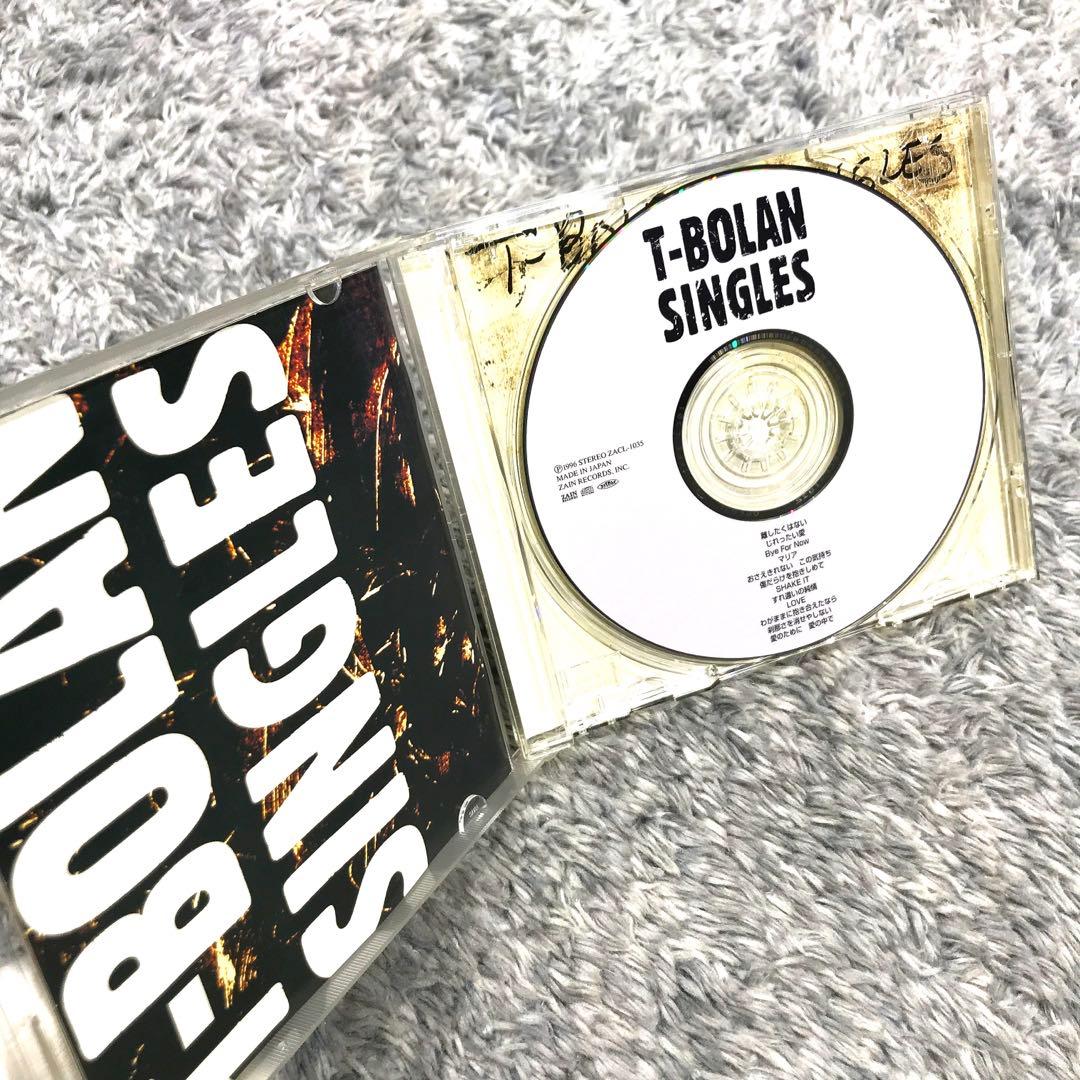 T-BOLAN
SINGLES
T-BOLAN
SINGLES
Ⓟ1996 STEREO ZACL-1035
MADE IN JAPAN
ZAIN RECORDS, INC.
ZAIN
離したくはない
じれったい愛
Bye For Now
マリア
おさえきれない この気持ち
傷だらけを抱きしめて
SHAKE IT
すれ違いの純情
LOVE
わがままに抱き合えたなら
刹那さを消せやしない
愛のために 愛の中で